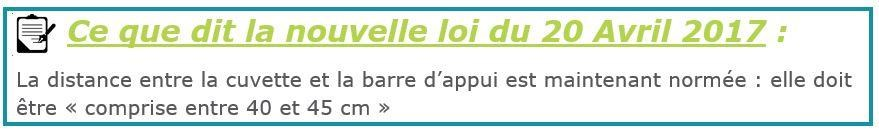 Ce que dit la nouvelle loi du 20 Avril 2017 :
La distance entre la cuvette et la barre d’appui est maintenant normée : elle doit
être « comprise entre 40 et 45 cm »